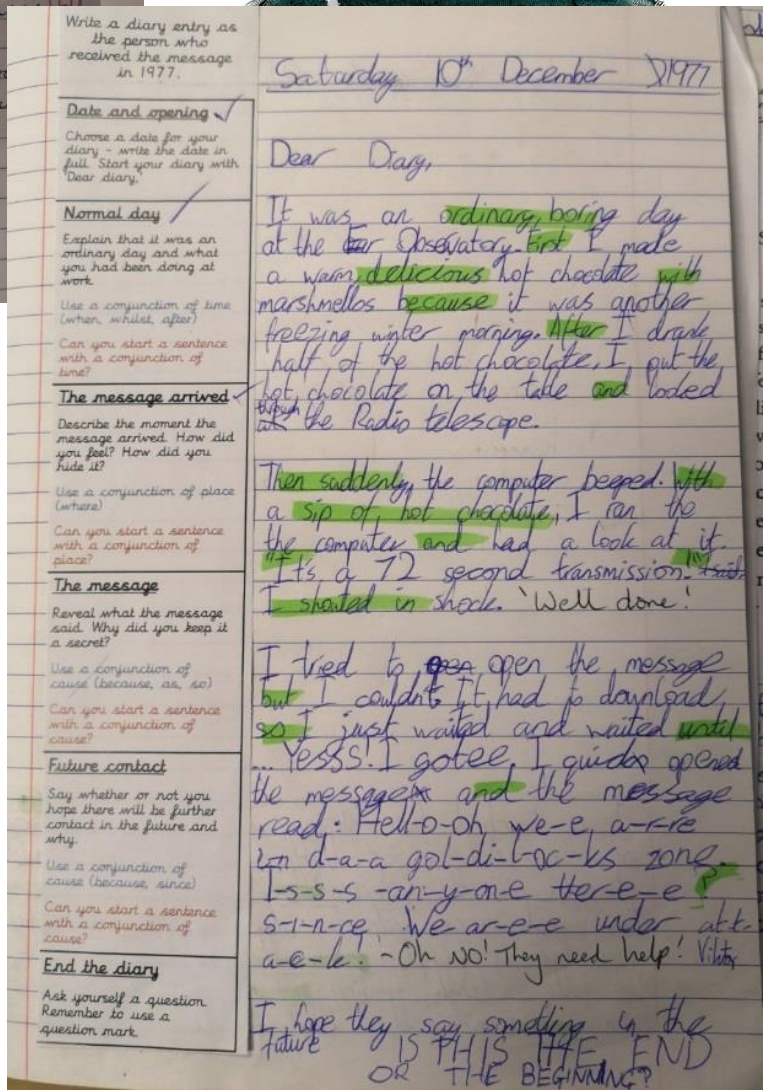 Write a diary entry as
the person who
received the message
in 1977.
Date and opening
Choose a date for your
diary - write the date in
full. Start your diary with
'Dear diary,'
Normal day
Explain that it was an
ordinary day and what
you had been doing at
work.
Use a conjunction of time
(when, whilst, after)
Can you start a sentence
with a conjunction of
time?
The message arrived
Describe the moment the
message arrived. How did
you feel? How did you
hide it?
Use a conjunction of place
(where)
Can you start a sentence
with a conjunction of
place?
The message
Reveal what the message
said. Why did you keep it
a secret?
Use a conjunction of
cause (because, as, so)
Can you start a sentence
with a conjunction of
cause?
Future contact
Say whether or not you
hope there will be further
contact in the future and
why.
Use a conjunction of
cause (because, since)
Can you start a sentence
with a conjunction of
cause?
End the diary
Ask yourself a question.
Remember to use a
question mark.
Saturday 10th December 1977
Dear Diary,
It was an ordinary, boring day
at the Observatory. First I made
a warm, delicious hot chocolate with
marshmellos because it was another
freezing winter morning. After I drank
half of the hot chocolate, I put the
hot chocolate on the table and looked
through the Radio telescope.
Then suddenly, the computer beeped. With
a sip of hot chocolate, I ran the
the computer and had a look at it.
"It's a 72 second transmission!"
I shouted in shock. 'Well done!'
I tried to open the message
but I couldn't. It had to download
so I just waited and waited until
... Yesss! I gotee. I quick opened
the message and the message
read: Hell-o-oh we-e, a-r-re
in d-a-a gol-di-l-oc-ks zone.
I-s-s-s -an-y-on-e ther-e-e ?
s-i-n-ce We ar-e-e under at-t-
a-c-k! - Oh NO! They need help!
I hope they say something in the
future IS THIS THE END
OR THE BEGINNING?